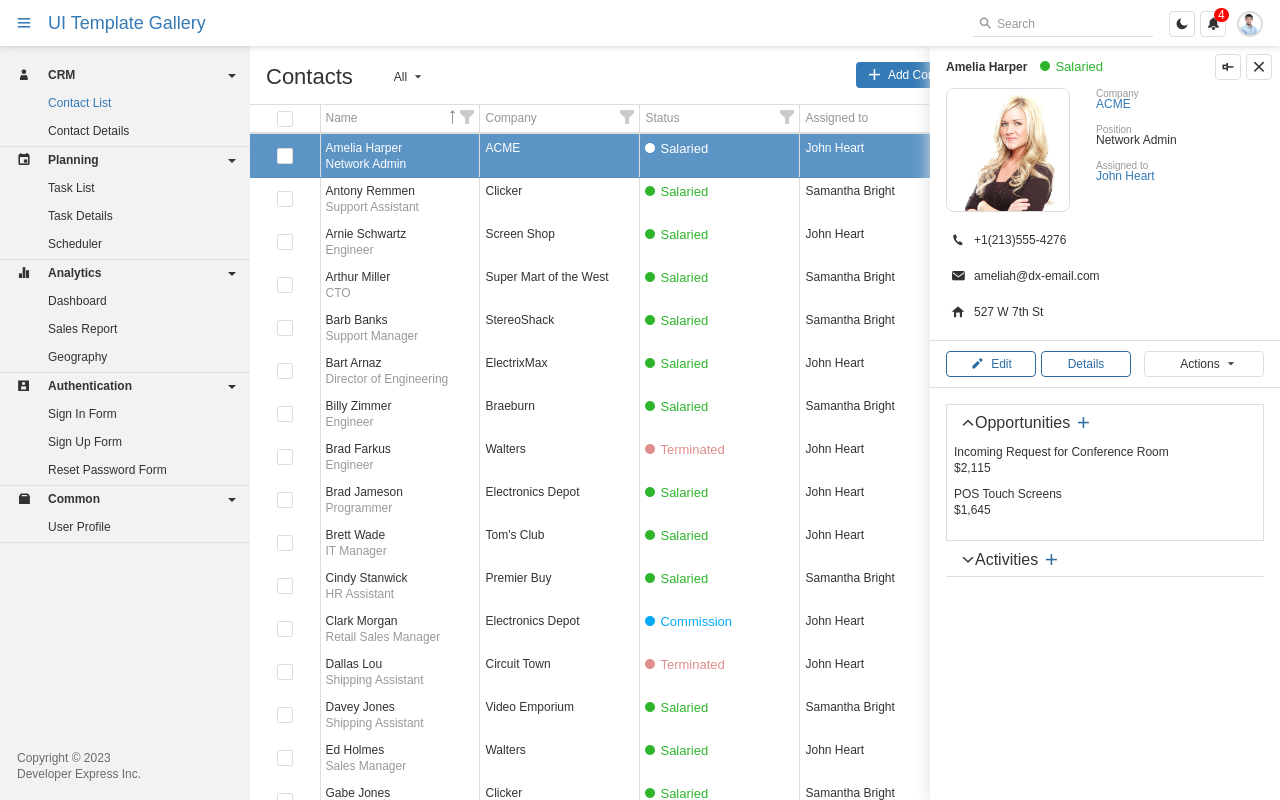 UI Template Gallery
Search
4
CRM
Contact List
Contact Details
Planning
Task List
Task Details
Scheduler
Analytics
Dashboard
Sales Report
Geography
Authentication
Sign In Form
Sign Up Form
Reset Password Form
Common
User Profile
Copyright © 2023
Developer Express Inc.
Contacts
All
Name Company Status Assigned to
Amelia Harper ACME Salaried John Heart
Network Admin
Antony Remmen Clicker Salaried Samantha Bright
Support Assistant
Arnie Schwartz Screen Shop Salaried John Heart
Engineer
Arthur Miller Super Mart of the West Salaried Samantha Bright
CTO
Barb Banks StereoShack Salaried Samantha Bright
Support Manager
Bart Arnaz ElectrixMax Salaried John Heart
Director of Engineering
Billy Zimmer Braeburn Salaried Samantha Bright
Engineer
Brad Farkus Walters Terminated John Heart
Engineer
Brad Jameson Electronics Depot Salaried John Heart
Programmer
Brett Wade Tom's Club Salaried John Heart
IT Manager
Cindy Stanwick Premier Buy Salaried Samantha Bright
HR Assistant
Clark Morgan Electronics Depot Commission John Heart
Retail Sales Manager
Dallas Lou Circuit Town Terminated John Heart
Shipping Assistant
Davey Jones Video Emporium Salaried Samantha Bright
Shipping Assistant
Ed Holmes Walters Salaried John Heart
Sales Manager
Gabe Jones Clicker Salaried Samantha Bright
Add
Amelia Harper Salaried
Company
ACME
Position
Network Admin
Assigned to
John Heart
+1(213)555-4276
ameliah@dx-email.com
527 W 7th St
Edit Details Actions
Opportunities
Incoming Request for Conference Room
$2,115
POS Touch Screens
$1,645
Activities